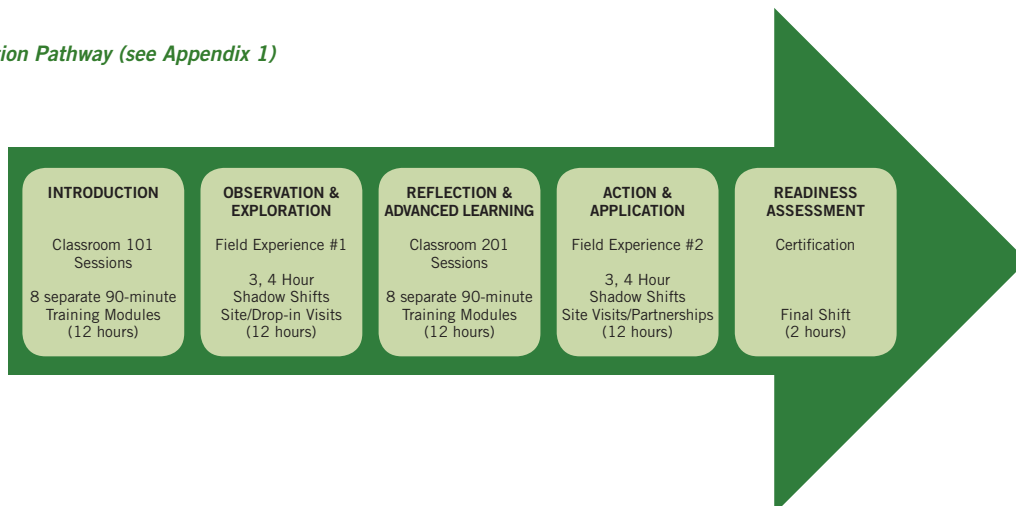 Pathway (see Appendix 1)
INTRODUCTION
Classroom 101
Sessions
8 separate 90-minute
Training Modules
(12 hours)
OBSERVATION &
EXPLORATION
Field Experience #1
3, 4 Hour
Shadow Shifts
Site/Drop-in Visits
(12 hours)
REFLECTION &
ADVANCED LEARNING
Classroom 201
Sessions
8 separate 90-minute
Training Modules
(12 hours)
ACTION &
APPLICATION
Field Experience #2
3, 4 Hour
Shadow Shifts
Site Visits/Partnerships
(12 hours)
READINESS
ASSESSMENT
Certification
Final Shift
(2 hours)